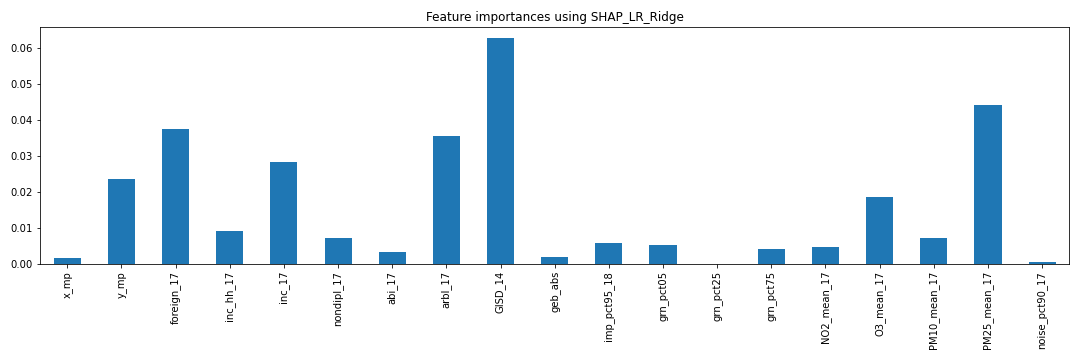 Feature importances using SHAP_LR_Ridge
0.06
0.05
0.04
0.03
0.02
0.01
0.00
x_mp
y_mp
foreign_17
inc_hh_17
inc_17
nondipl_17
abi_17
arbl_17
GISD_14
geb_abs
imp_pct95_18
grn_pct05
grn_pct25
grn_pct75
NO2_mean_17
O3_mean_17
PM10_mean_17
PM25_mean_17
noise_pct90_17